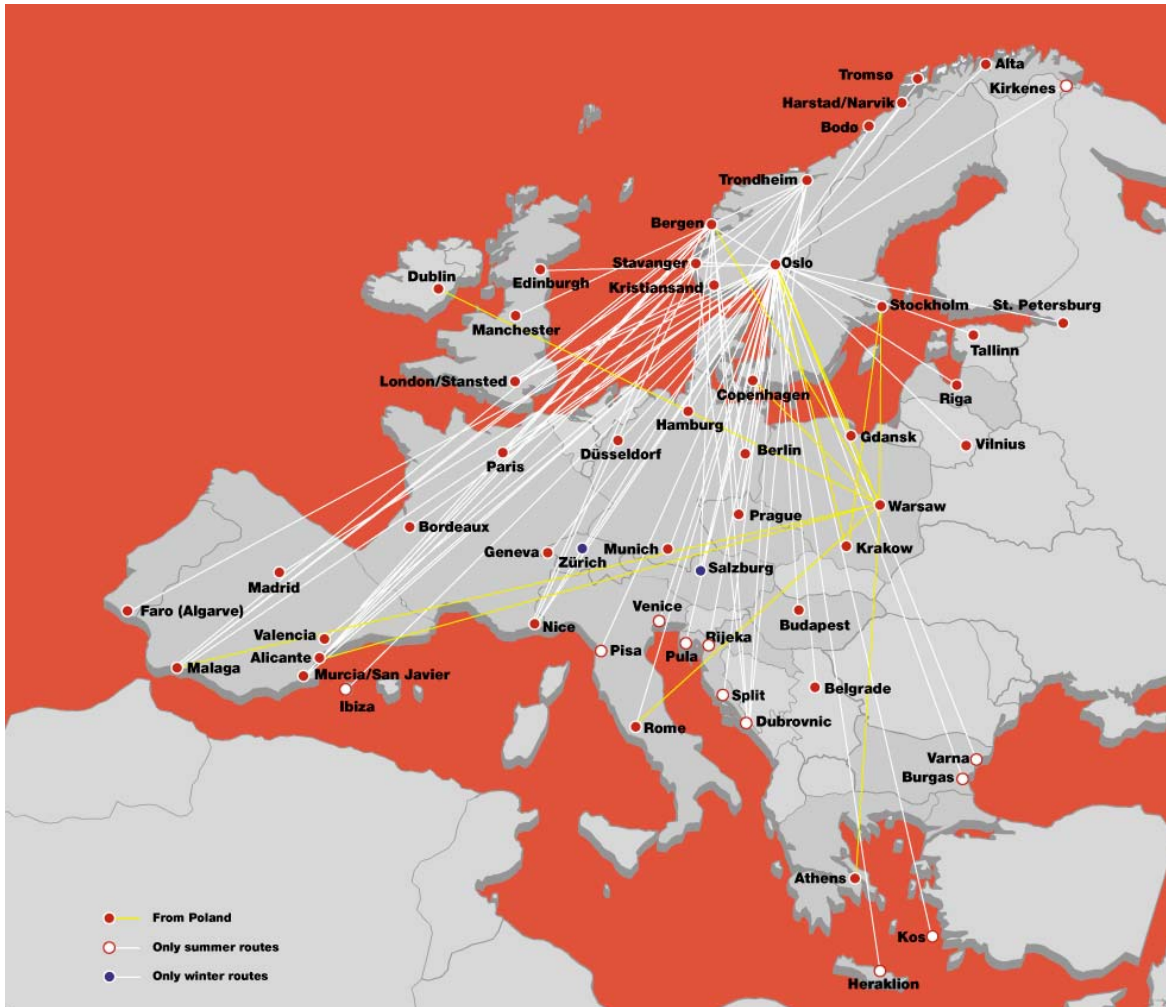 Tromsø
Alta
Kirkenes
Harstad/Narvik
Bodø
Trondheim
Bergen
Stavanger
Oslo
Dublin
Edinburgh
Kristiansand
Stockholm
St. Petersburg
Manchester
Tallinn
London/Stansted
Copenhagen
Riga
Hamburg
Gdansk
Vilnius
Paris
Düsseldorf
Berlin
Warsaw
Bordeaux
Prague
Geneva
Zürich
Munich
Krakow
Salzburg
Madrid
Faro (Algarve)
Venice
Budapest
Valencia
Nice
Rijeka
Pisa
Pula
Alicante
Malaga
Murcia/San Javier
Ibiza
Split
Belgrade
Rome
Dubrovnic
Varna
Burgas
Athens
From Poland
Kos
Only summer routes
Only winter routes
Heraklion